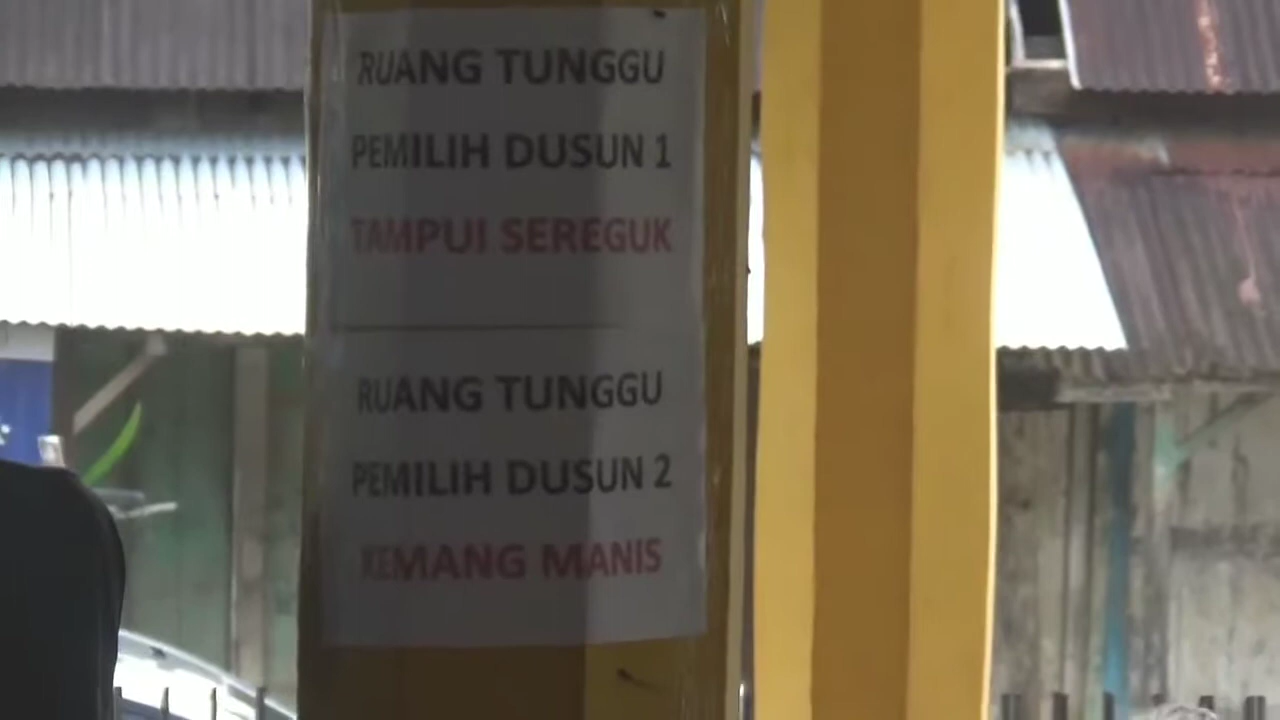 RUANG TUNGGU
PEMILIH DUSUN 1
TAMPUI SEREGUK
RUANG TUNGGU
PEMILIH DUSUN 2
KEMANG MANIS